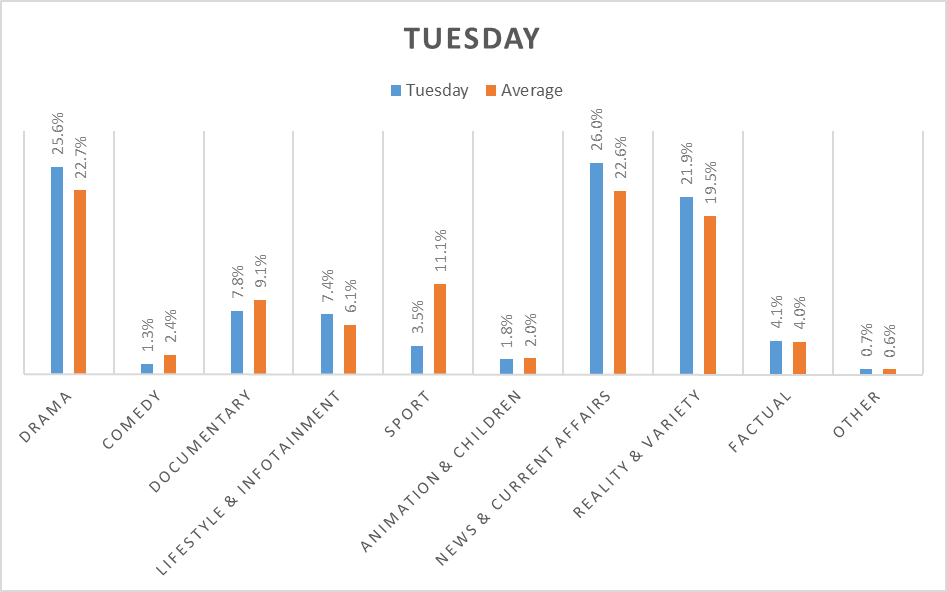 TUESDAY
Tuesday Average
25.6% 22.7% 1.3% 2.4% 7.8% 9.1% 7.4% 6.1% 3.5% 11.1% 1.8% 2.0% 26.0% 22.6% 21.9% 19.5% 4.1% 4.0% 0.7% 0.6%
DRAMA
COMEDY
DOCUMENTARY
LIFESTYLE & INFOTAINMENT
SPORT
ANIMATION & CHILDREN
NEWS & CURRENT AFFAIRS
REALITY & VARIETY
FACTUAL
OTHER